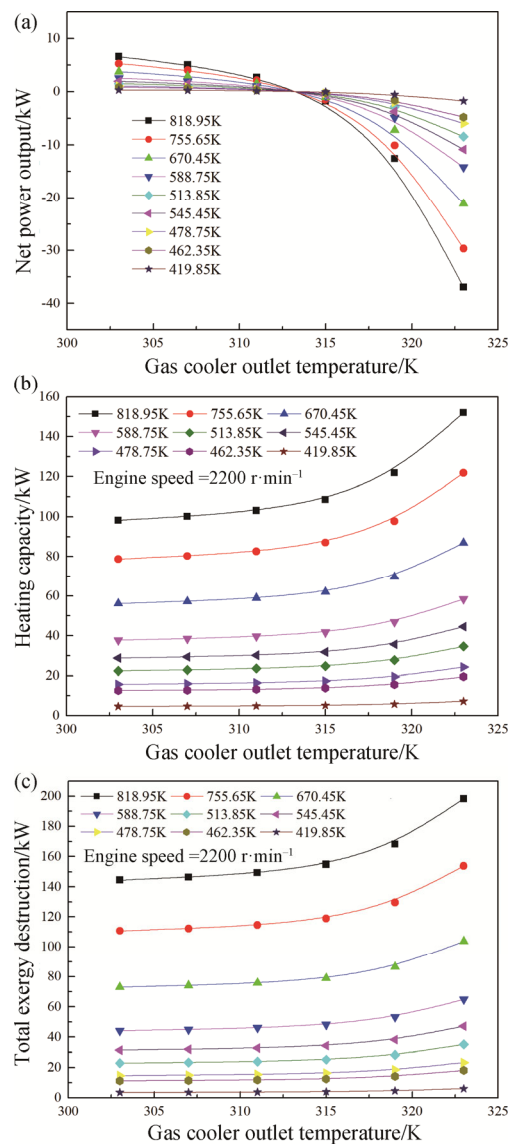 (a)
10
0
-10
-20
-30
-40
Net power output/kW
818.95K
755.65K
670.45K
588.75K
513.85K
545.45K
478.75K
462.35K
419.85K
300 305 310 315 320 325
Gas cooler outlet temperature/K
(b)
160
140
120
100
80
60
40
20
0
Heating capacity/kW
818.95K 755.65K 670.45K
588.75K 513.85K 545.45K
478.75K 462.35K 419.85K
Engine speed =2200 r·min⁻¹
300 305 310 315 320 325
Gas cooler outlet temperature/K
(c)
200
180
160
140
120
100
80
60
40
20
0
Total exergy destruction/kW
818.95K 755.65K 670.45K
588.75K 513.85K 545.45K
478.75K 462.35K 419.85K
Engine speed =2200 r·min⁻¹
300 305 310 315 320 325
Gas cooler outlet temperature/K